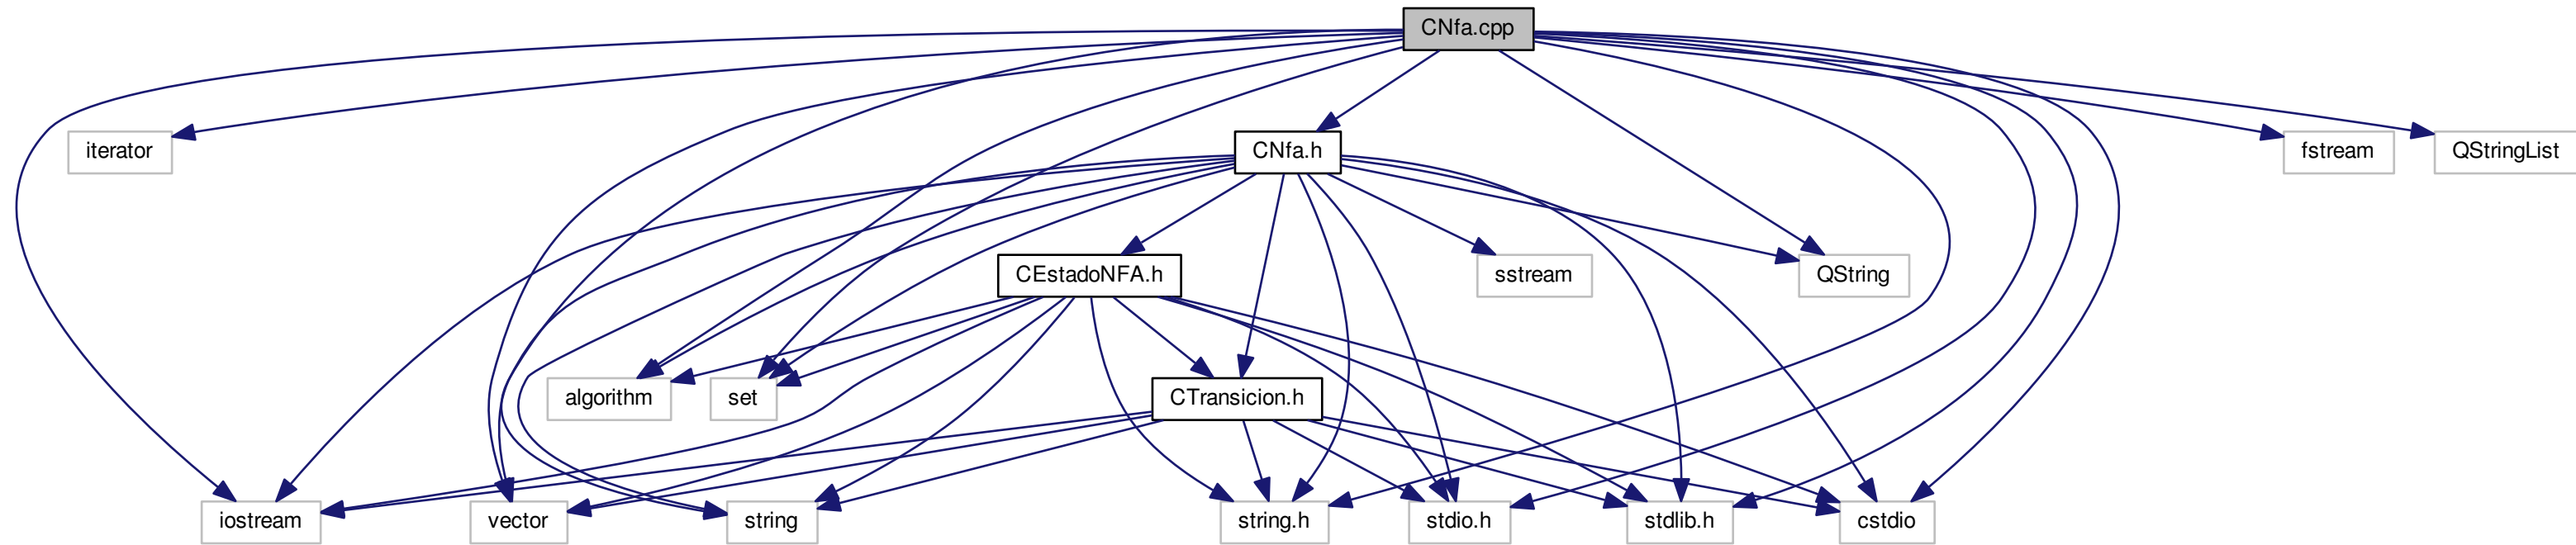 CNfa.cpp
iterator
CNfa.h
fstream
QStringList
CEstadoNFA.h
sstream
QString
algorithm
set
CTransicion.h
iostream
vector
string
string.h
stdio.h
stdlib.h
cstdio